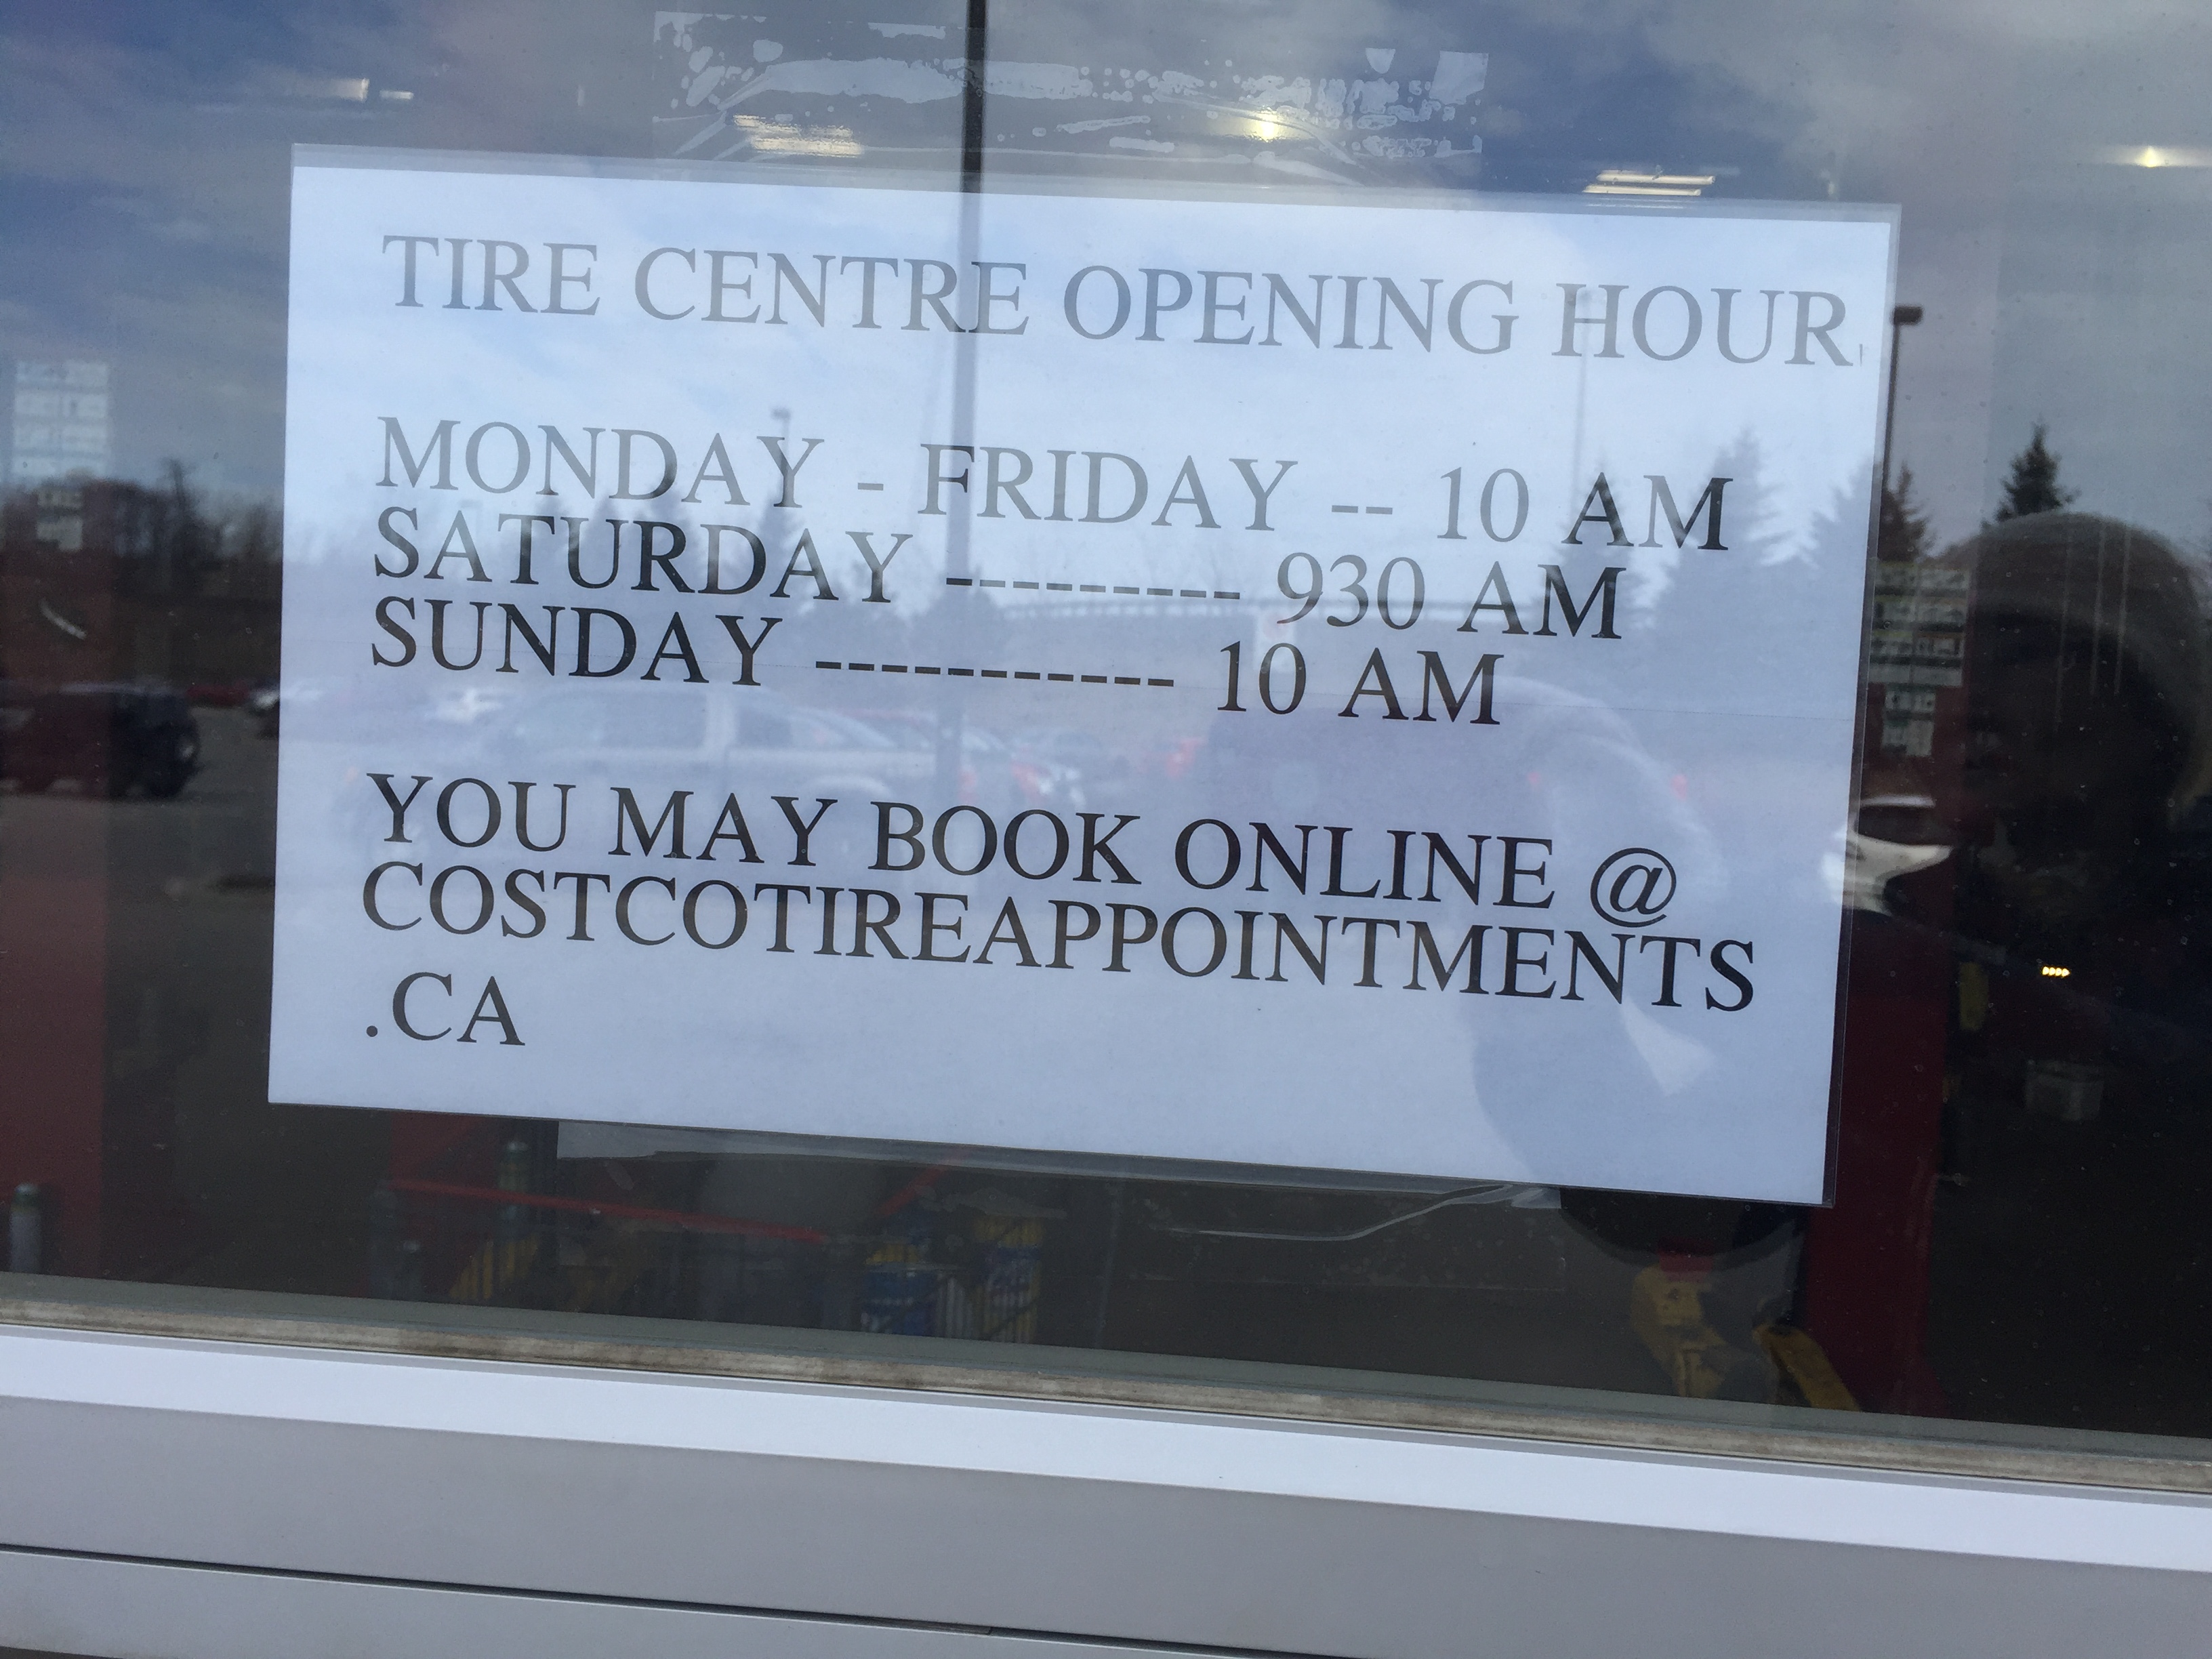 TIRE CENTRE OPENING HOUR
MONDAY - FRIDAY -- 10 AM
SATURDAY --------- 930 AM
SUNDAY ----------- 10 AM
YOU MAY BOOK ONLINE @
COSTCOTIREAPPOINTMENTS
.CA